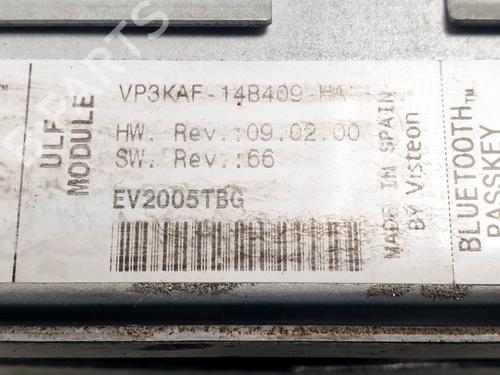 ULF
MODULE
VP3KAF-14B409-HA
HW. Rev.:09.02.00
SW. Rev.:66
EV2005TBG
MADE IN SPAIN
BY Visteon
BLUETOOTH™
PASSKEY